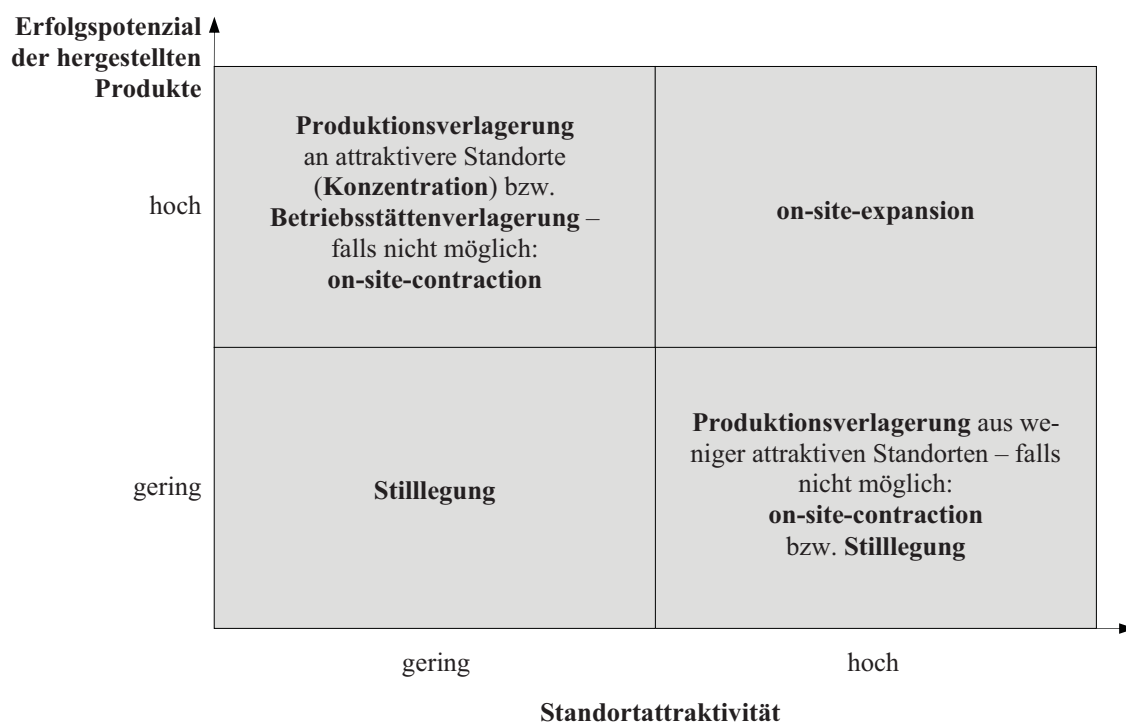 Erfolgspotenzial
der hergestellten
Produkte
Produktionsverlagerung
an attraktivere Standorte
(Konzentration) bzw.
Betriebsstättenverlagerung –
falls nicht möglich:
on-site-contraction
hoch
on-site-expansion
gering
Stilllegung
Produktionsverlagerung aus we-
niger attraktiven Standorten – falls
nicht möglich:
on-site-contraction
bzw. Stilllegung
gering
hoch
Standortattraktivität